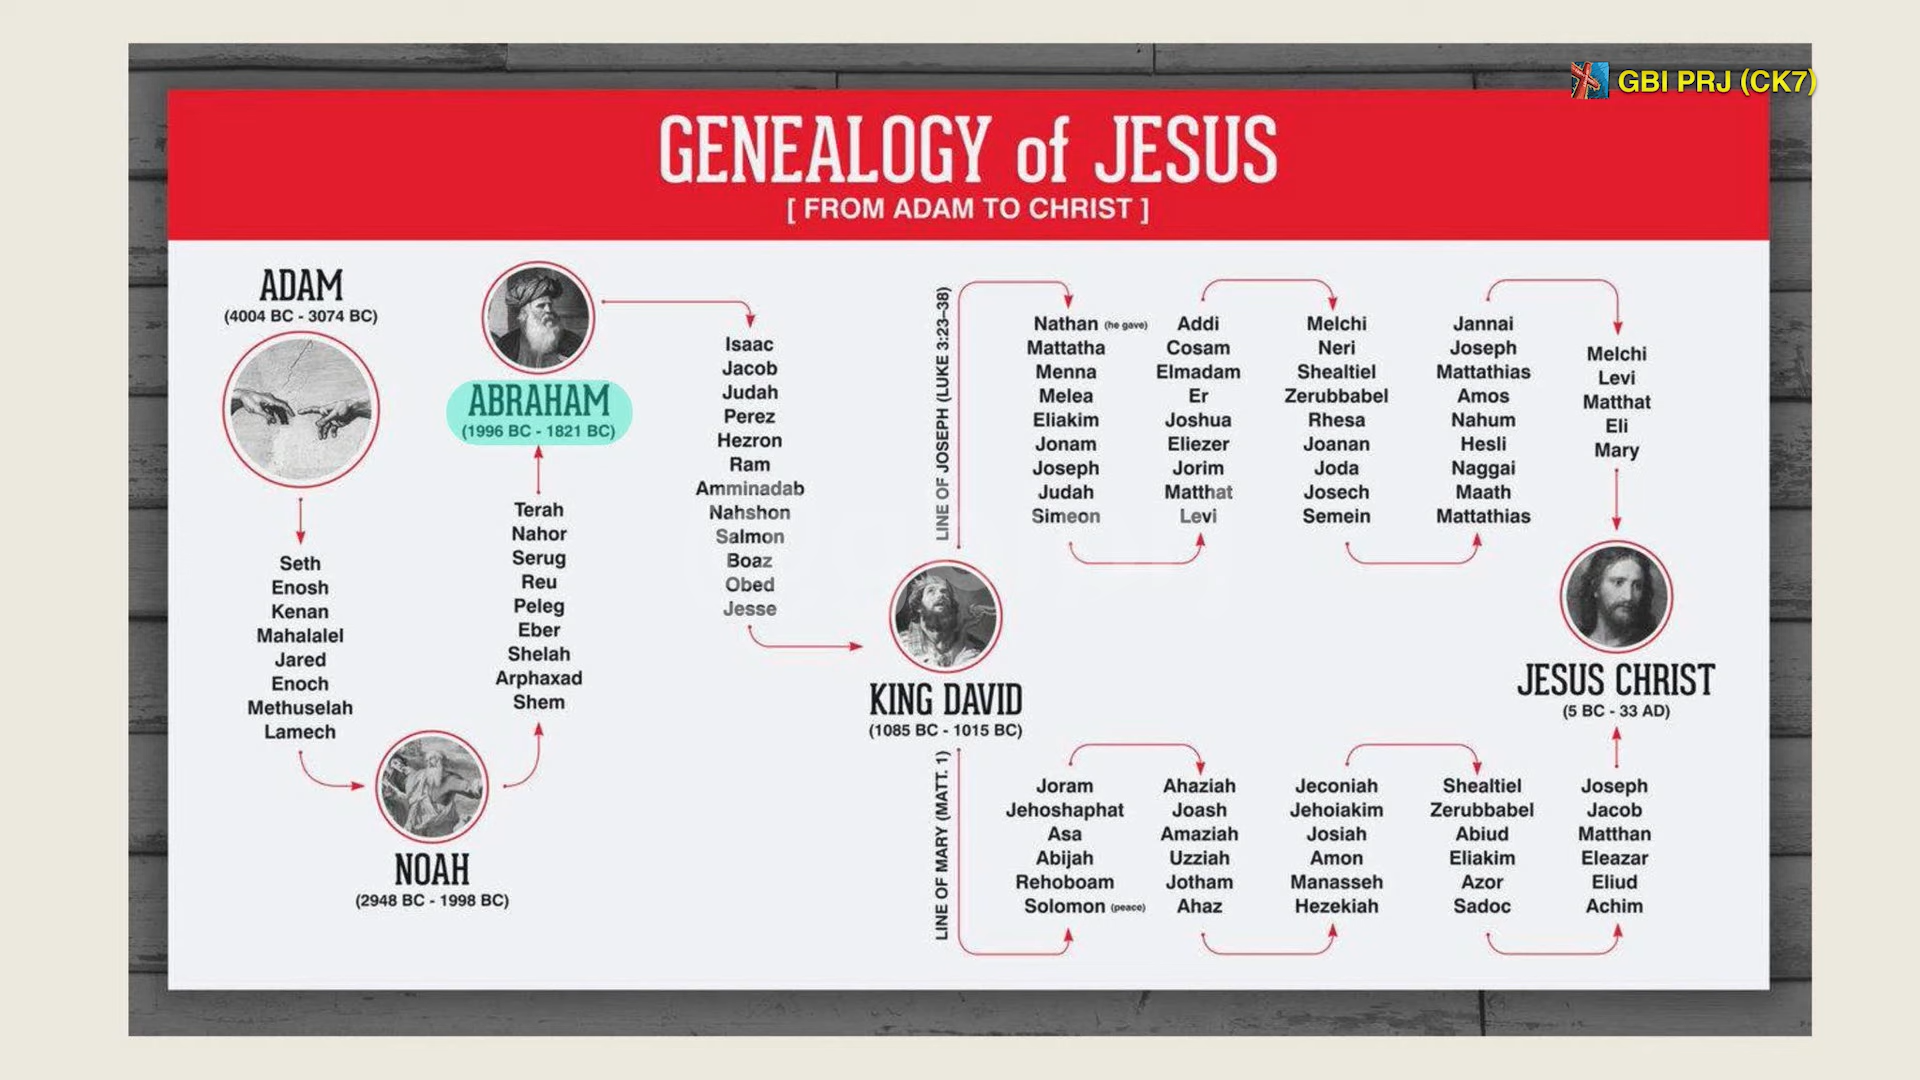 GBI PRJ (CK7)
GENEALOGY of JESUS
[ FROM ADAM TO CHRIST ]
ADAM
(4004 BC - 3074 BC)
Seth
Enosh
Kenan
Mahalalel
Jared
Enoch
Methuselah
Lamech
NOAH
(2948 BC - 1998 BC)
ABRAHAM
(1996 BC - 1821 BC)
Terah
Nahor
Serug
Reu
Peleg
Eber
Shelah
Arphaxad
Shem
Isaac
Jacob
Judah
Perez
Hezron
Ram
Amminadab
Nahshon
Salmon
Boaz
Obed
Jesse
KING DAVID
(1085 BC - 1015 BC)
LINE OF JOSEPH (LUKE 3:23–38)
Nathan (he gave)
Mattatha
Menna
Melea
Eliakim
Jonam
Joseph
Judah
Simeon
Addi
Cosam
Elmadam
Er
Joshua
Eliezer
Jorim
Matthat
Levi
Melchi
Neri
Shealtiel
Zerubbabel
Rhesa
Joanan
Joda
Josech
Semein
Jannai
Joseph
Mattathias
Amos
Nahum
Hesli
Naggai
Maath
Mattathias
Melchi
Levi
Matthat
Eli
Mary
JESUS CHRIST
(5 BC - 33 AD)
LINE OF MARY (MATT. 1)
Joram
Jehoshaphat
Asa
Abijah
Rehoboam
Solomon (peace)
Ahaziah
Joash
Amaziah
Uzziah
Jotham
Ahaz
Jeconiah
Jehoiakim
Josiah
Amon
Manasseh
Hezekiah
Shealtiel
Zerubbabel
Abiud
Eliakim
Azor
Sadoc
Joseph
Jacob
Matthan
Eleazar
Eliud
Achim